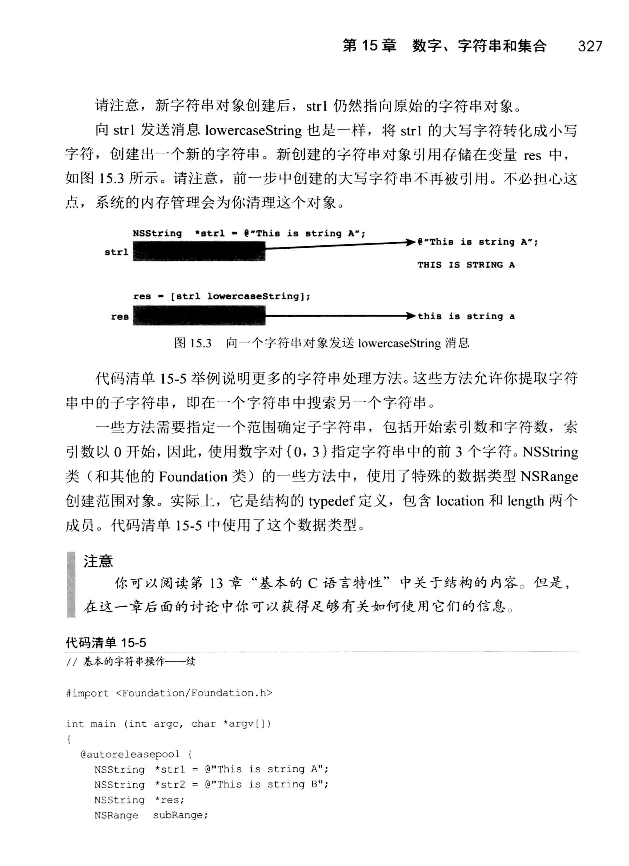 第 15 章 数字、字符串和集合 327
请注意，新字符串对象创建后，str1 仍然指向原始的字符串对象。
向 str1 发送消息 lowercaseString 也是一样，将 str1 的大写字符转化成小写
字符，创建出一个新的字符串。新创建的字符串对象引用存储在变量 res 中，
如图 15.3 所示。请注意，前一步中创建的大写字符串不再被引用。不必担心这
点，系统的内存管理会为你清理这个对象。
NSString *str1 = @"This is string A";
str1
@"This is string A";
THIS IS STRING A
res = [str1 lowercaseString];
res
this is string a
图 15.3 向一个字符串对象发送 lowercaseString 消息
代码清单 15-5 举例说明更多的字符串处理方法。这些方法允许你提取字符
串中的子字符串，即在一个字符串中搜索另一个字符串。
一些方法需要指定一个范围确定子字符串，包括开始索引数和字符数，索
引数以 0 开始，因此，使用数字对{0，3}指定字符串中的前 3 个字符。NSString
类（和其他的 Foundation 类）的一些方法中，使用了特殊的数据类型 NSRange
创建范围对象。实际上，它是结构的 typedef 定义，包含 location 和 length 两个
成员。代码清单 15-5 中使用了这个数据类型。
注意
你可以阅读第 13 章“基本的 C 语言特性”中关于结构的内容。但是，
在这一章后面的讨论中你可以获得足够有关如何使用它们的信息。
代码清单 15-5
// 基本的字符串操作——续
#import <Foundation/Foundation.h>
int main (int argc, char *argv[])
{
@autoreleasepool {
NSString *str1 = @"This is string A";
NSString *str2 = @"This is string B";
NSString *res;
NSRange subRange;